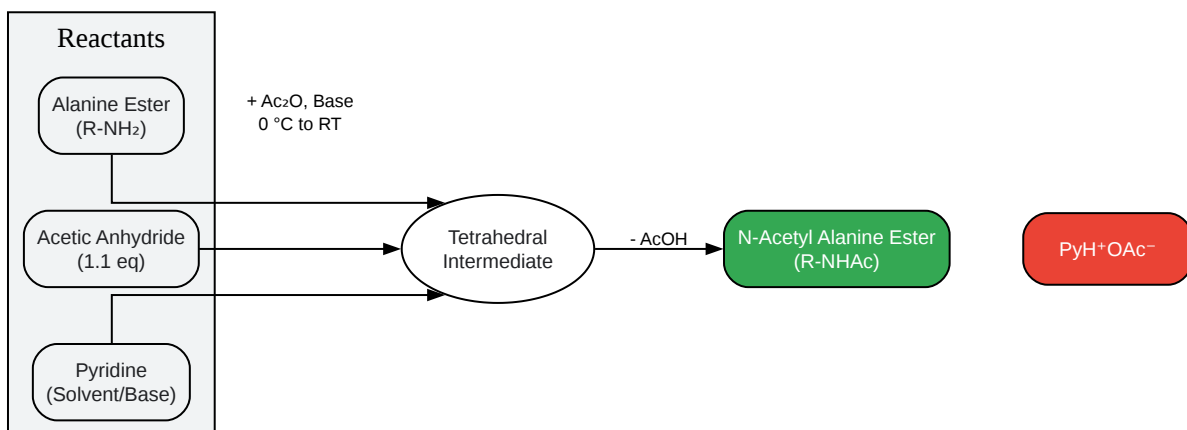 Reactants
Alanine Ester
(R-NH₂)
+ Ac₂O, Base
0 °C to RT
Acetic Anhydride
(1.1 eq)
Pyridine
(Solvent/Base)
Tetrahedral
Intermediate
- AcOH
N-Acetyl Alanine Ester
(R-NHAc)
PyH⁺OAc⁻